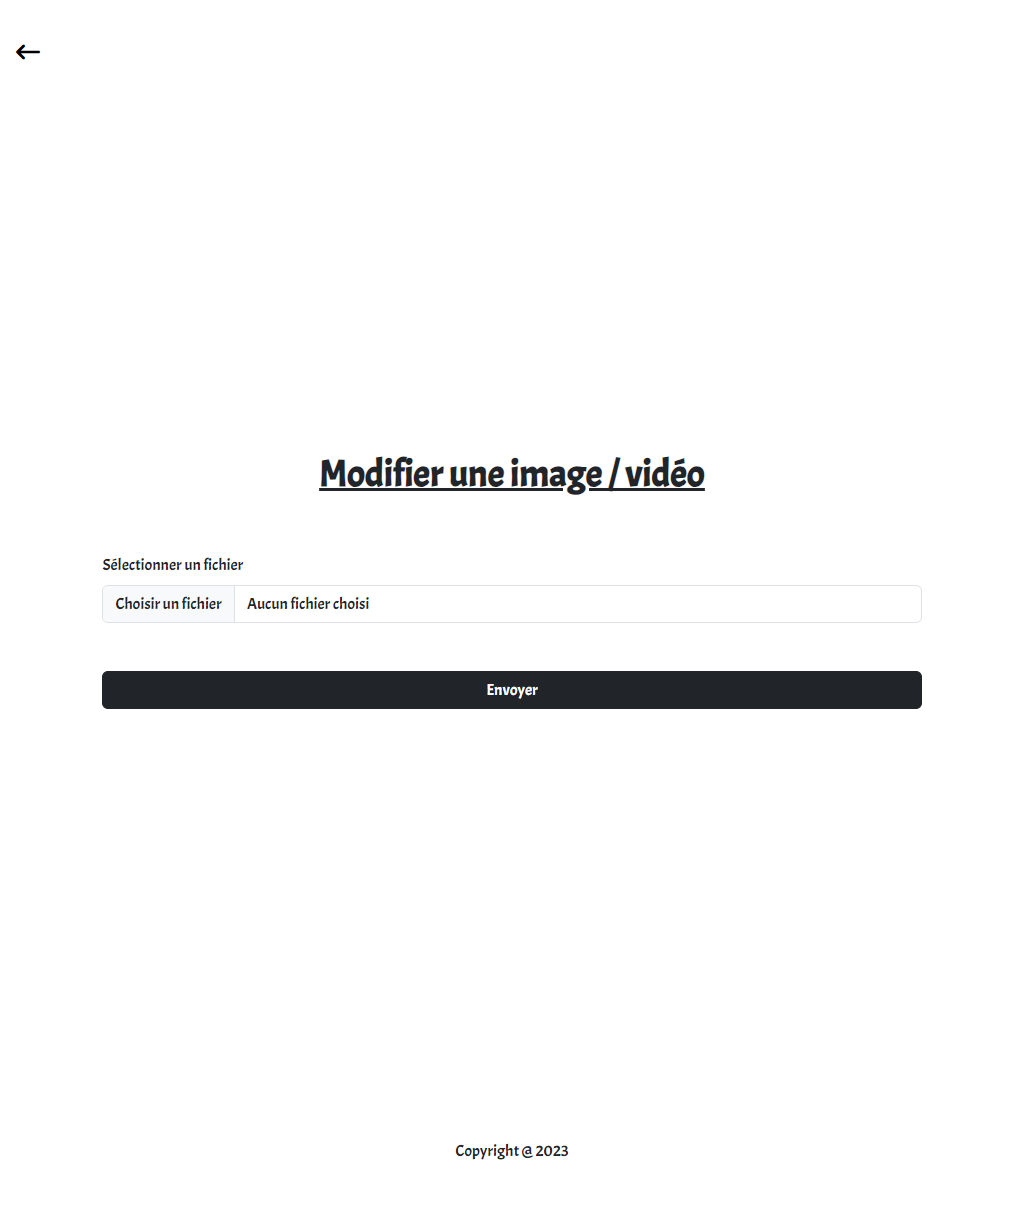 Modifier une image / vidéo
Sélectionner un fichier
Choisir un fichier Aucun fichier choisi
Envoyer
Copyright @ 2023